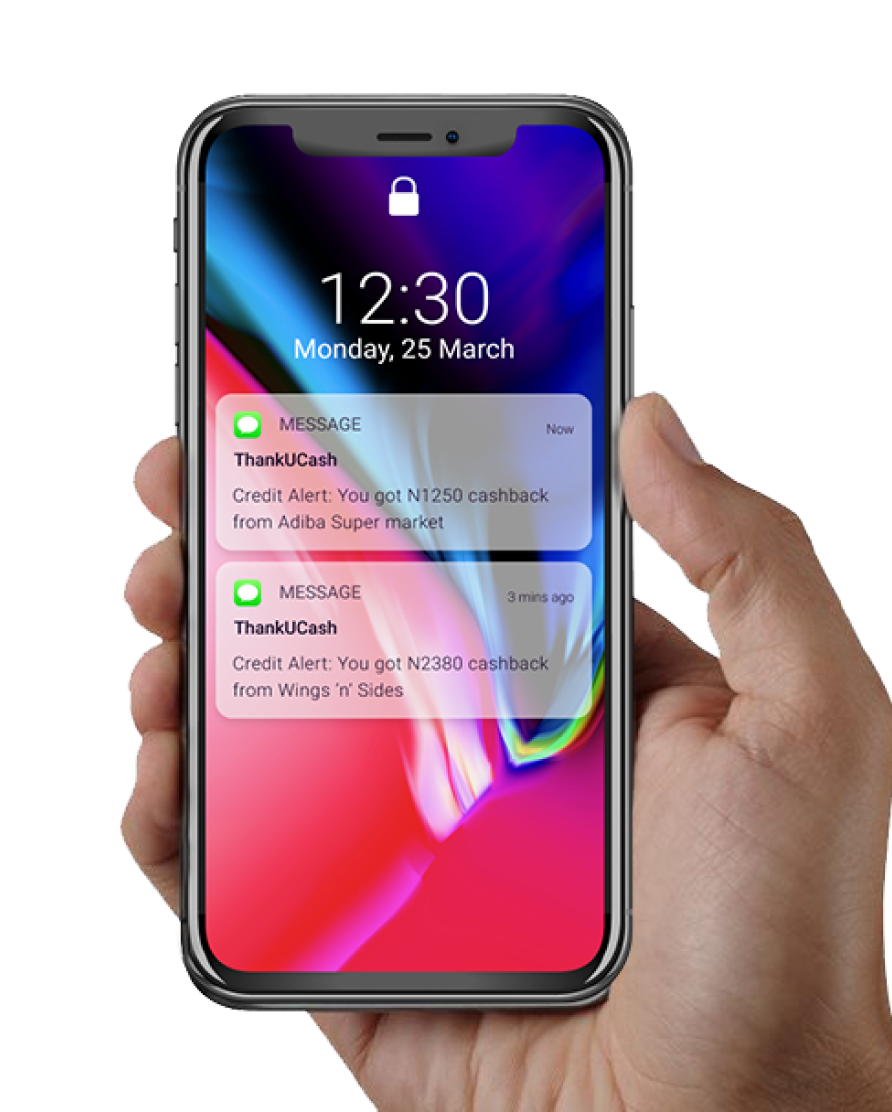 12:30
Monday, 25 March
MESSAGE
Now
ThankUCash
Credit Alert: You got N1250 cashback
from Adiba Super market
MESSAGE
3 mins ago
ThankUCash
Credit Alert: You got N2380 cashback
from Wings ‘n’ Sides